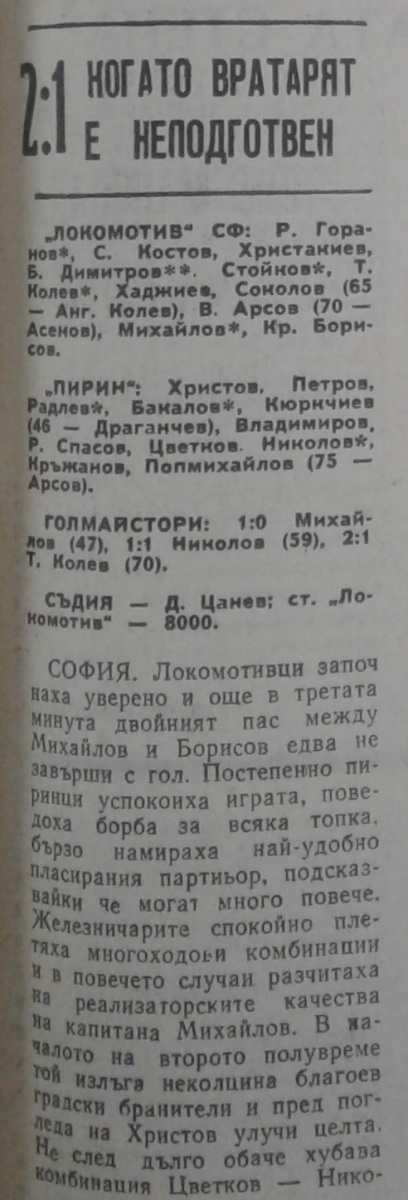 2:1 КОГАТО ВРАТАРЯТ
Е НЕПОДГОТВЕН
„ЛОКОМОТИВ" СФ: Р. Гора-
нов*, С. Костов, Христакиев,
Б. Димитров**. Стойков*, Т.
Колев*, Хаджиев, Соколов (65
— Анг. Колев), В. Арсов (70 —
Асенов), Михайлов*, Кр. Бори-
сов.
„ПИРИН": Христов, Петров,
Радлев*, Бакалов*, Кюркчиев
(46 — Драганчев), Владимиров,
Р. Спасов, Цветков. Николов*,
Кръжанов, Попмихайлов (75 —
Арсов).
ГОЛМАЙСТОРИ: 1:0 Михай-
лов (47), 1:1 Николов (59), 2:1
Т. Колев (70).
СЪДИЯ — Д. Цанев; ст. „Ло-
комотив" — 8000.
СОФИЯ. Локомотивци започ
наха уверено и още в третата
минута двойният пас между
Михайлов и Борисов едва не
завърши с гол. Постепенно пи-
ринци успокоиха играта, пове-
доха борба за всяка топка,
бързо намираха най-удобно
пласирания партньор, подсказ-
вайки че могат много повече.
Железничарите спокойно пле-
тяха многоходови комбинации
и в повечето случаи разчитаха
на реализаторските качества
на капитана Михайлов. В на-
чалото на второто полувреме
той излъга неколцина благоев
градски бранители и пред пог-
леда на Христов улучи целта.
Не след дълго обаче хубава
комбинация Цветков — Нико-